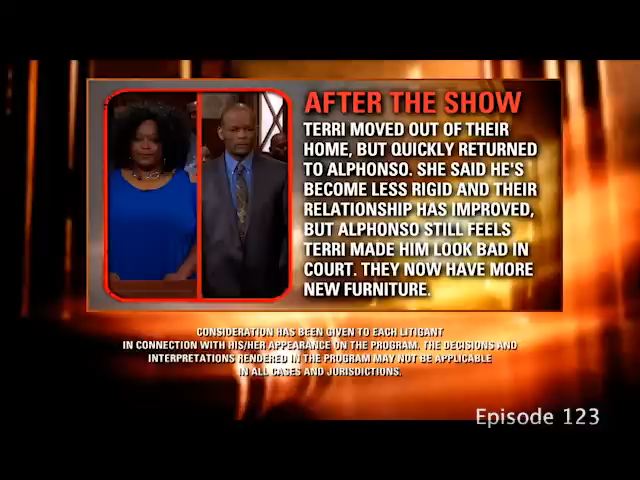 AFTER THE SHOW
TERRI MOVED OUT OF THEIR
HOME, BUT QUICKLY RETURNED
TO ALPHONSO. SHE SAID HE'S
BECOME LESS RIGID AND THEIR
RELATIONSHIP HAS IMPROVED,
BUT ALPHONSO STILL FEELS
TERRI MADE HIM LOOK BAD IN
COURT. THEY NOW HAVE MORE
NEW FURNITURE.
CONSIDERATION HAS BEEN GIVEN TO EACH LITIGANT
IN CONNECTION WITH HIS/HER APPEARANCE ON THE PROGRAM. THE DECISIONS AND
INTERPRETATIONS RENDERED IN THE PROGRAM MAY NOT BE APPLICABLE
IN ALL CASES AND JURISDICTIONS.
Episode 123